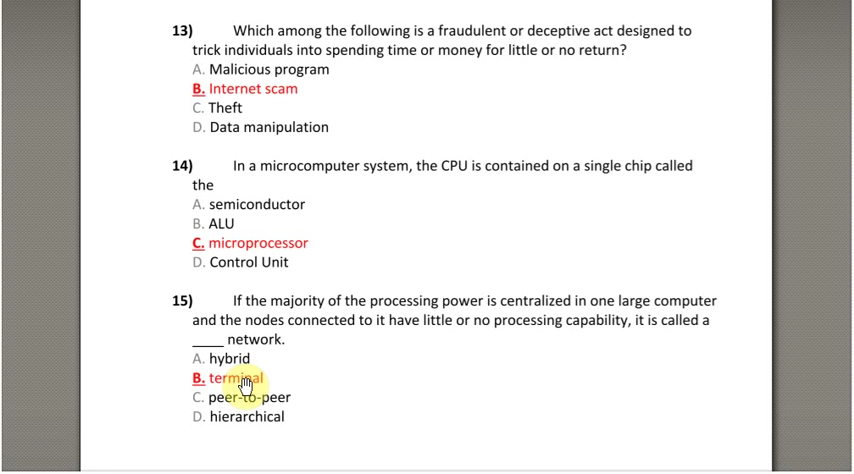 13) Which among the following is a fraudulent or deceptive act designed to
trick individuals into spending time or money for little or no return?
A. Malicious program
B. Internet scam
C. Theft
D. Data manipulation
14) In a microcomputer system, the CPU is contained on a single chip called
the
A. semiconductor
B. ALU
C. microprocessor
D. Control Unit
15) If the majority of the processing power is centralized in one large computer
and the nodes connected to it have little or no processing capability, it is called a
____ network.
A. hybrid
B. terminal
C. peer-to-peer
D. hierarchical